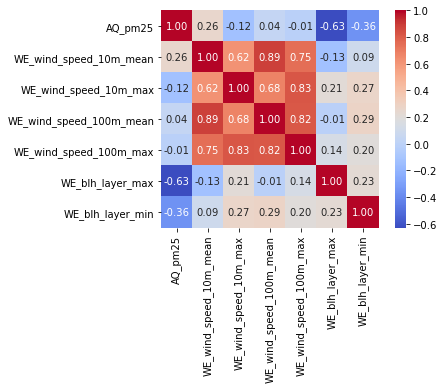 AQ_pm25 1.00 0.26 -0.12 0.04 -0.01 -0.63 -0.36
WE_wind_speed_10m_mean 0.26 1.00 0.62 0.89 0.75 -0.13 0.09
WE_wind_speed_10m_max -0.12 0.62 1.00 0.68 0.83 0.21 0.27
WE_wind_speed_100m_mean 0.04 0.89 0.68 1.00 0.82 -0.01 0.29
WE_wind_speed_100m_max -0.01 0.75 0.83 0.82 1.00 0.14 0.20
WE_blh_layer_max -0.63 -0.13 0.21 -0.01 0.14 1.00 0.23
WE_blh_layer_min -0.36 0.09 0.27 0.29 0.20 0.23 1.00
AQ_pm25
WE_wind_speed_10m_mean
WE_wind_speed_10m_max
WE_wind_speed_100m_mean
WE_wind_speed_100m_max
WE_blh_layer_max
WE_blh_layer_min
1.0
0.8
0.6
0.4
0.2
0.0
−0.2
−0.4
−0.6